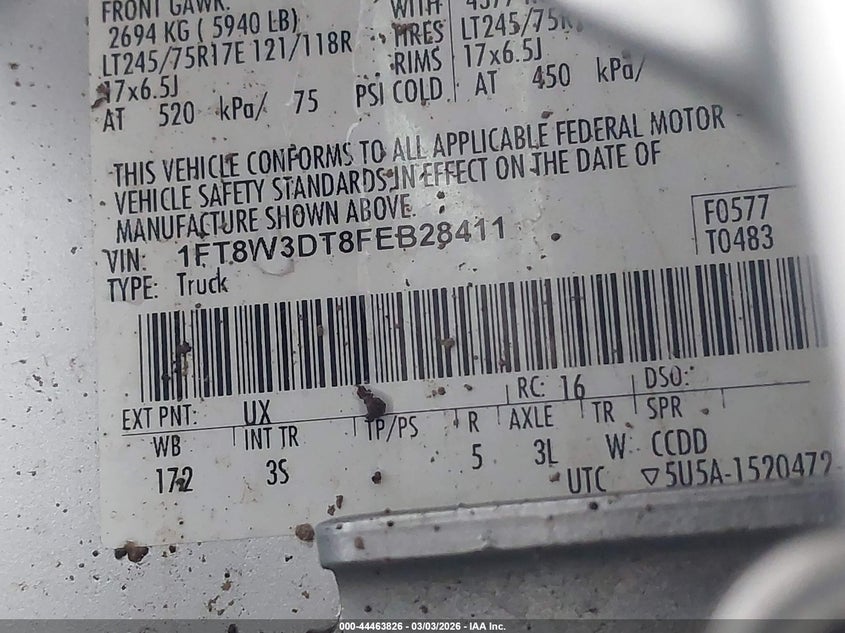 FRONT GAWR:
2694 KG ( 5940 LB)
LT245/75R17E 121/118R
17x6.5J
AT 520 kPa/ 75 PSI COLD
WITH
TIRES LT245/75R
RIMS 17x6.5J
AT 450 kPa/
THIS VEHICLE CONFORMS TO ALL APPLICABLE FEDERAL MOTOR
VEHICLE SAFETY STANDARDS IN EFFECT ON THE DATE OF
MANUFACTURE SHOWN ABOVE.
VIN: 1FT8W3DT8FEB28411
TYPE: Truck
F0577
T0483
RC: 16 DSO:
EXT PNT: UX
WB INT TR TP/PS R AXLE TR SPR
172 3S 5 3L W CCDD
UTC ▽5U5A-1520472
000-44463826 - 03/03/2026 - IAA Inc.